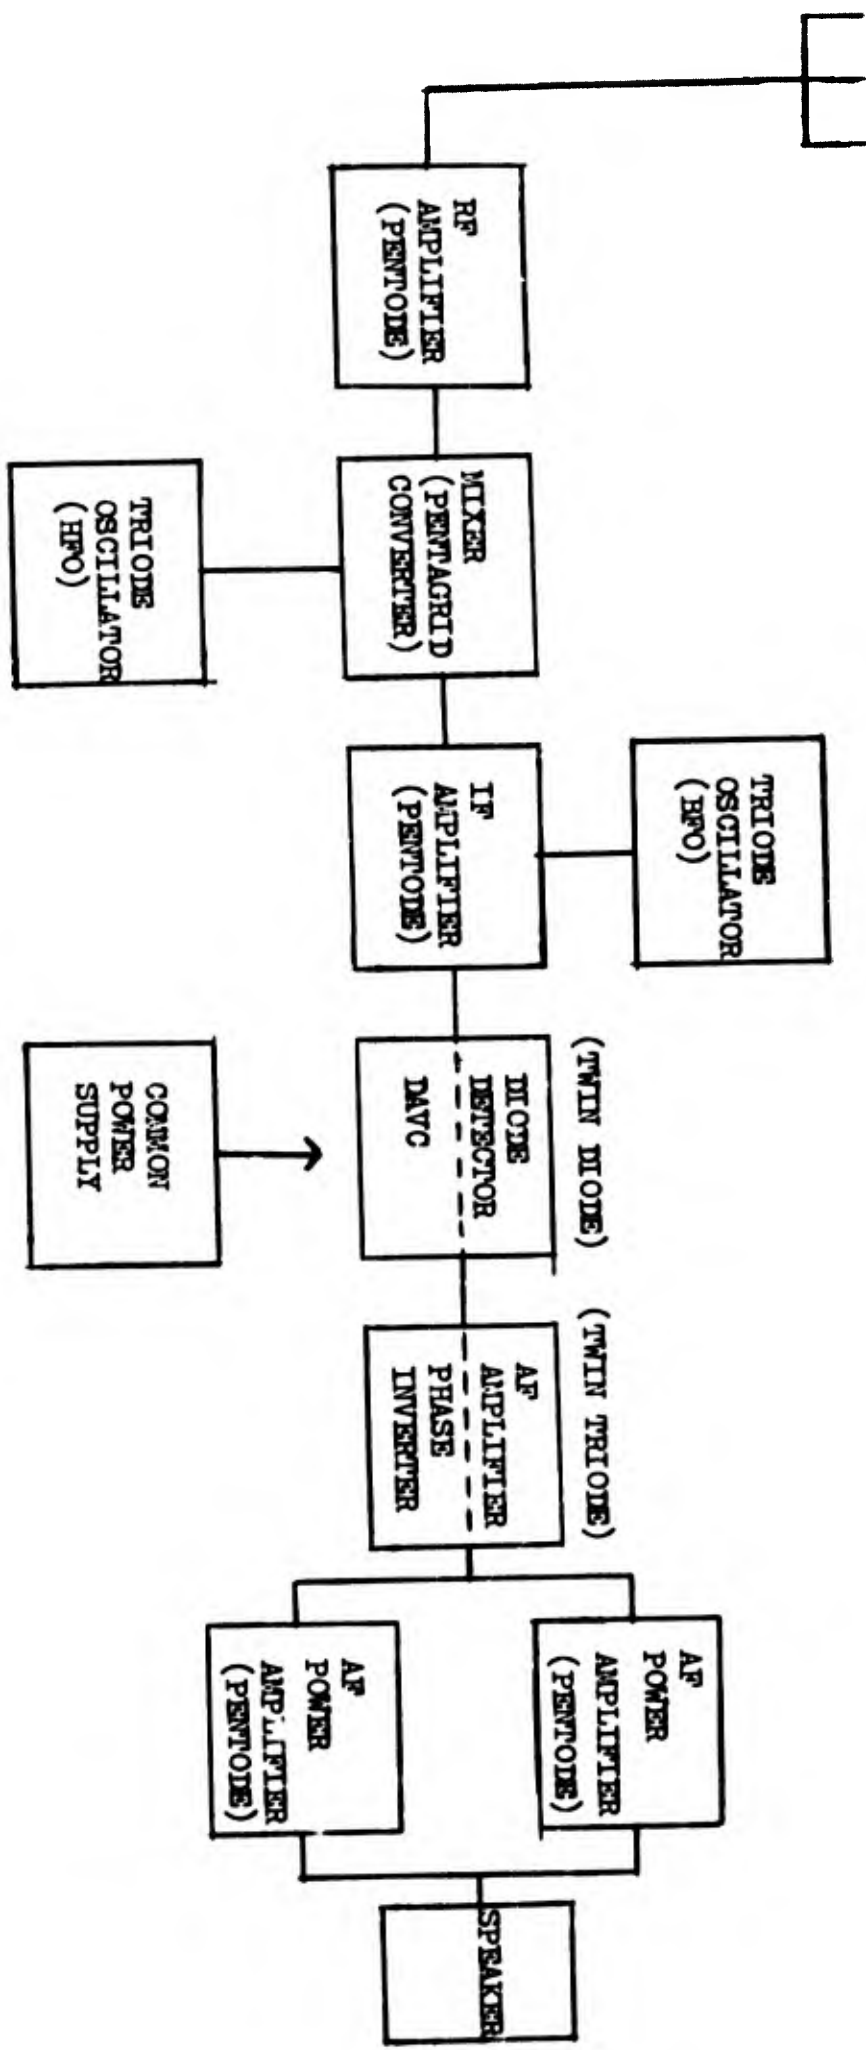 RF
AMPLIFIER
(PENTODE)
MIXER
(PENTAGRID
CONVERTER)
TRIODE
OSCILLATOR
(HFO)
TRIODE
OSCILLATOR
(BFO)
IF
AMPLIFIER
(PENTODE)
(TWIN DIODE)
DIODE
DETECTOR
DAVC
COMMON
POWER
SUPPLY
(TWIN TRIODE)
AF
AMPLIFIER
PHASE
INVERTER
AF
POWER
AMPLIFIER
(PENTODE)
AF
POWER
AMPLIFIER
(PENTODE)
SPEAKER